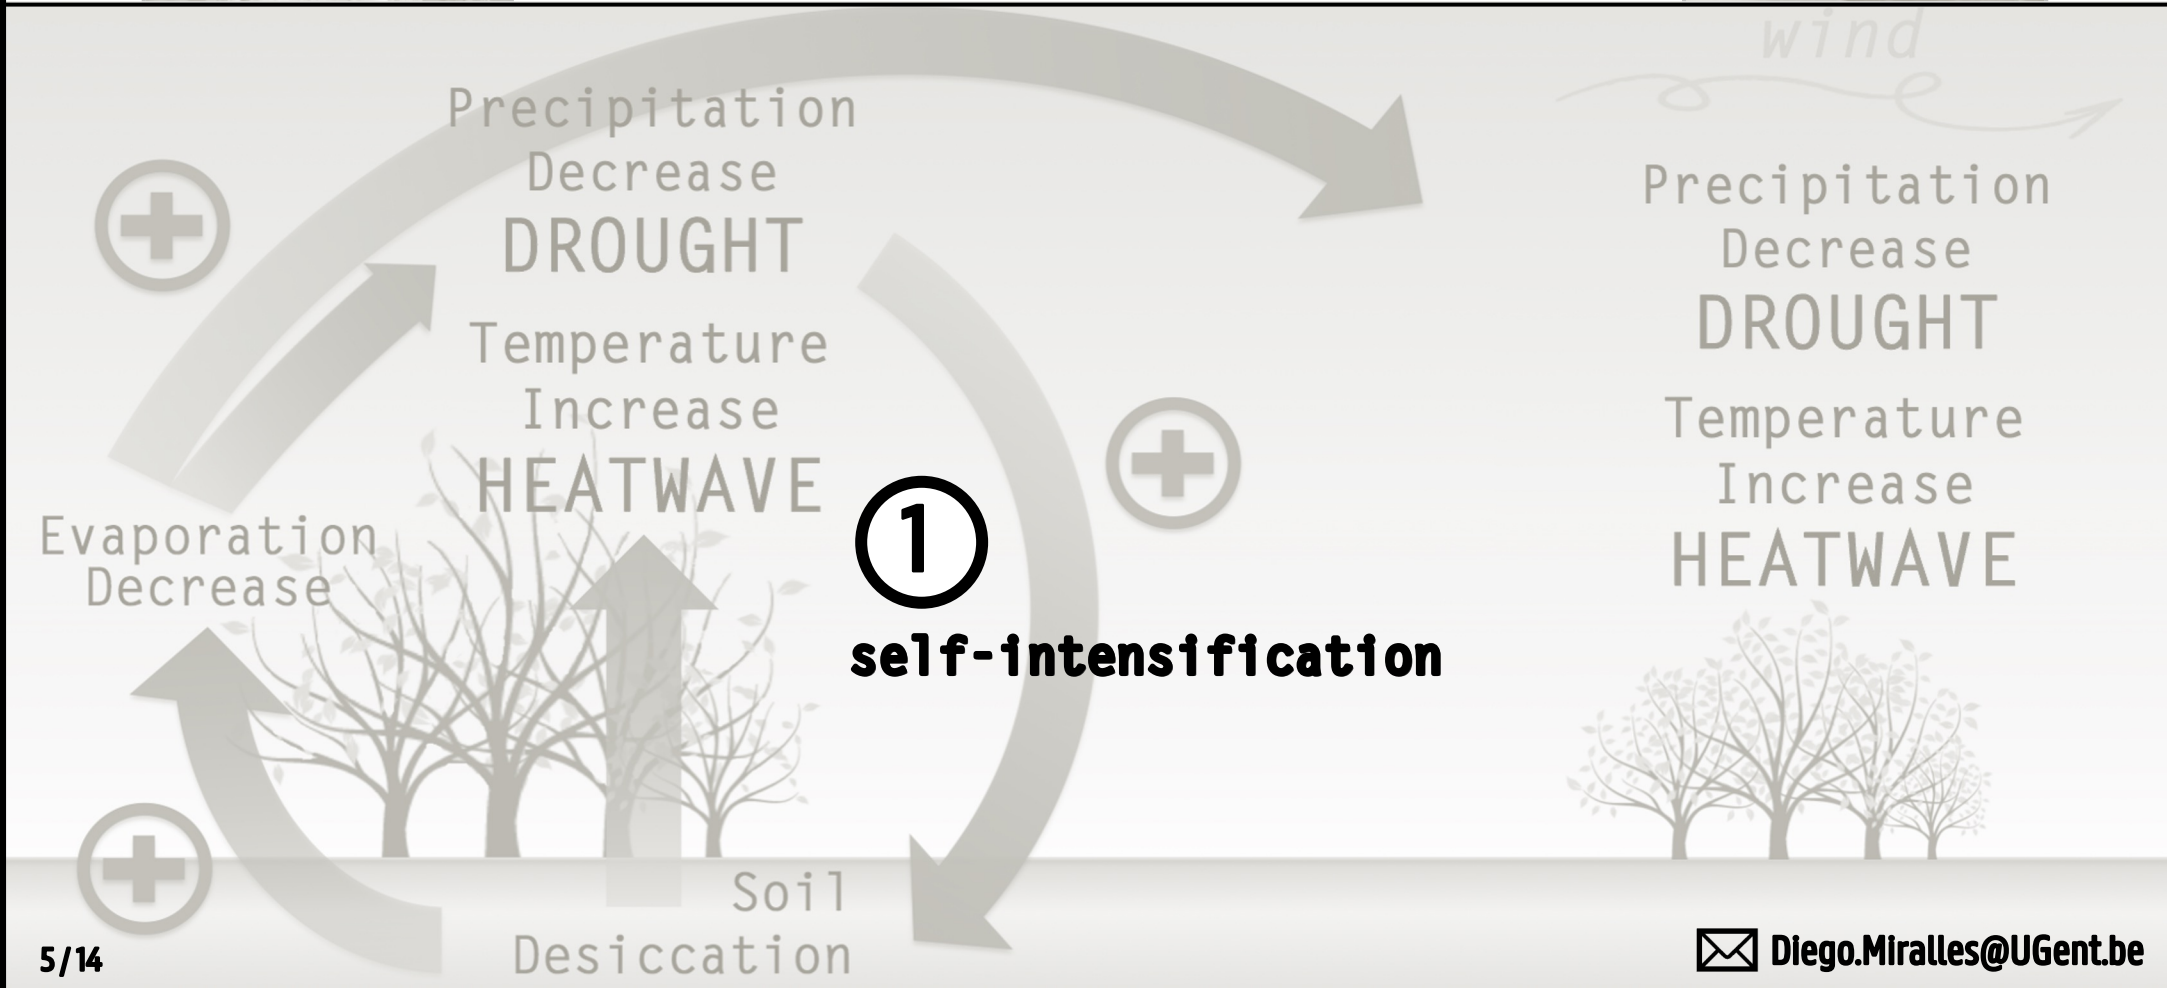 wind
Precipitation
Decrease
DROUGHT
Temperature
Increase
HEATWAVE
Evaporation
Decrease
1
self-intensification
Soil
Desiccation
Precipitation
Decrease
DROUGHT
Temperature
Increase
HEATWAVE
5/14
Diego.Miralles@UGent.be